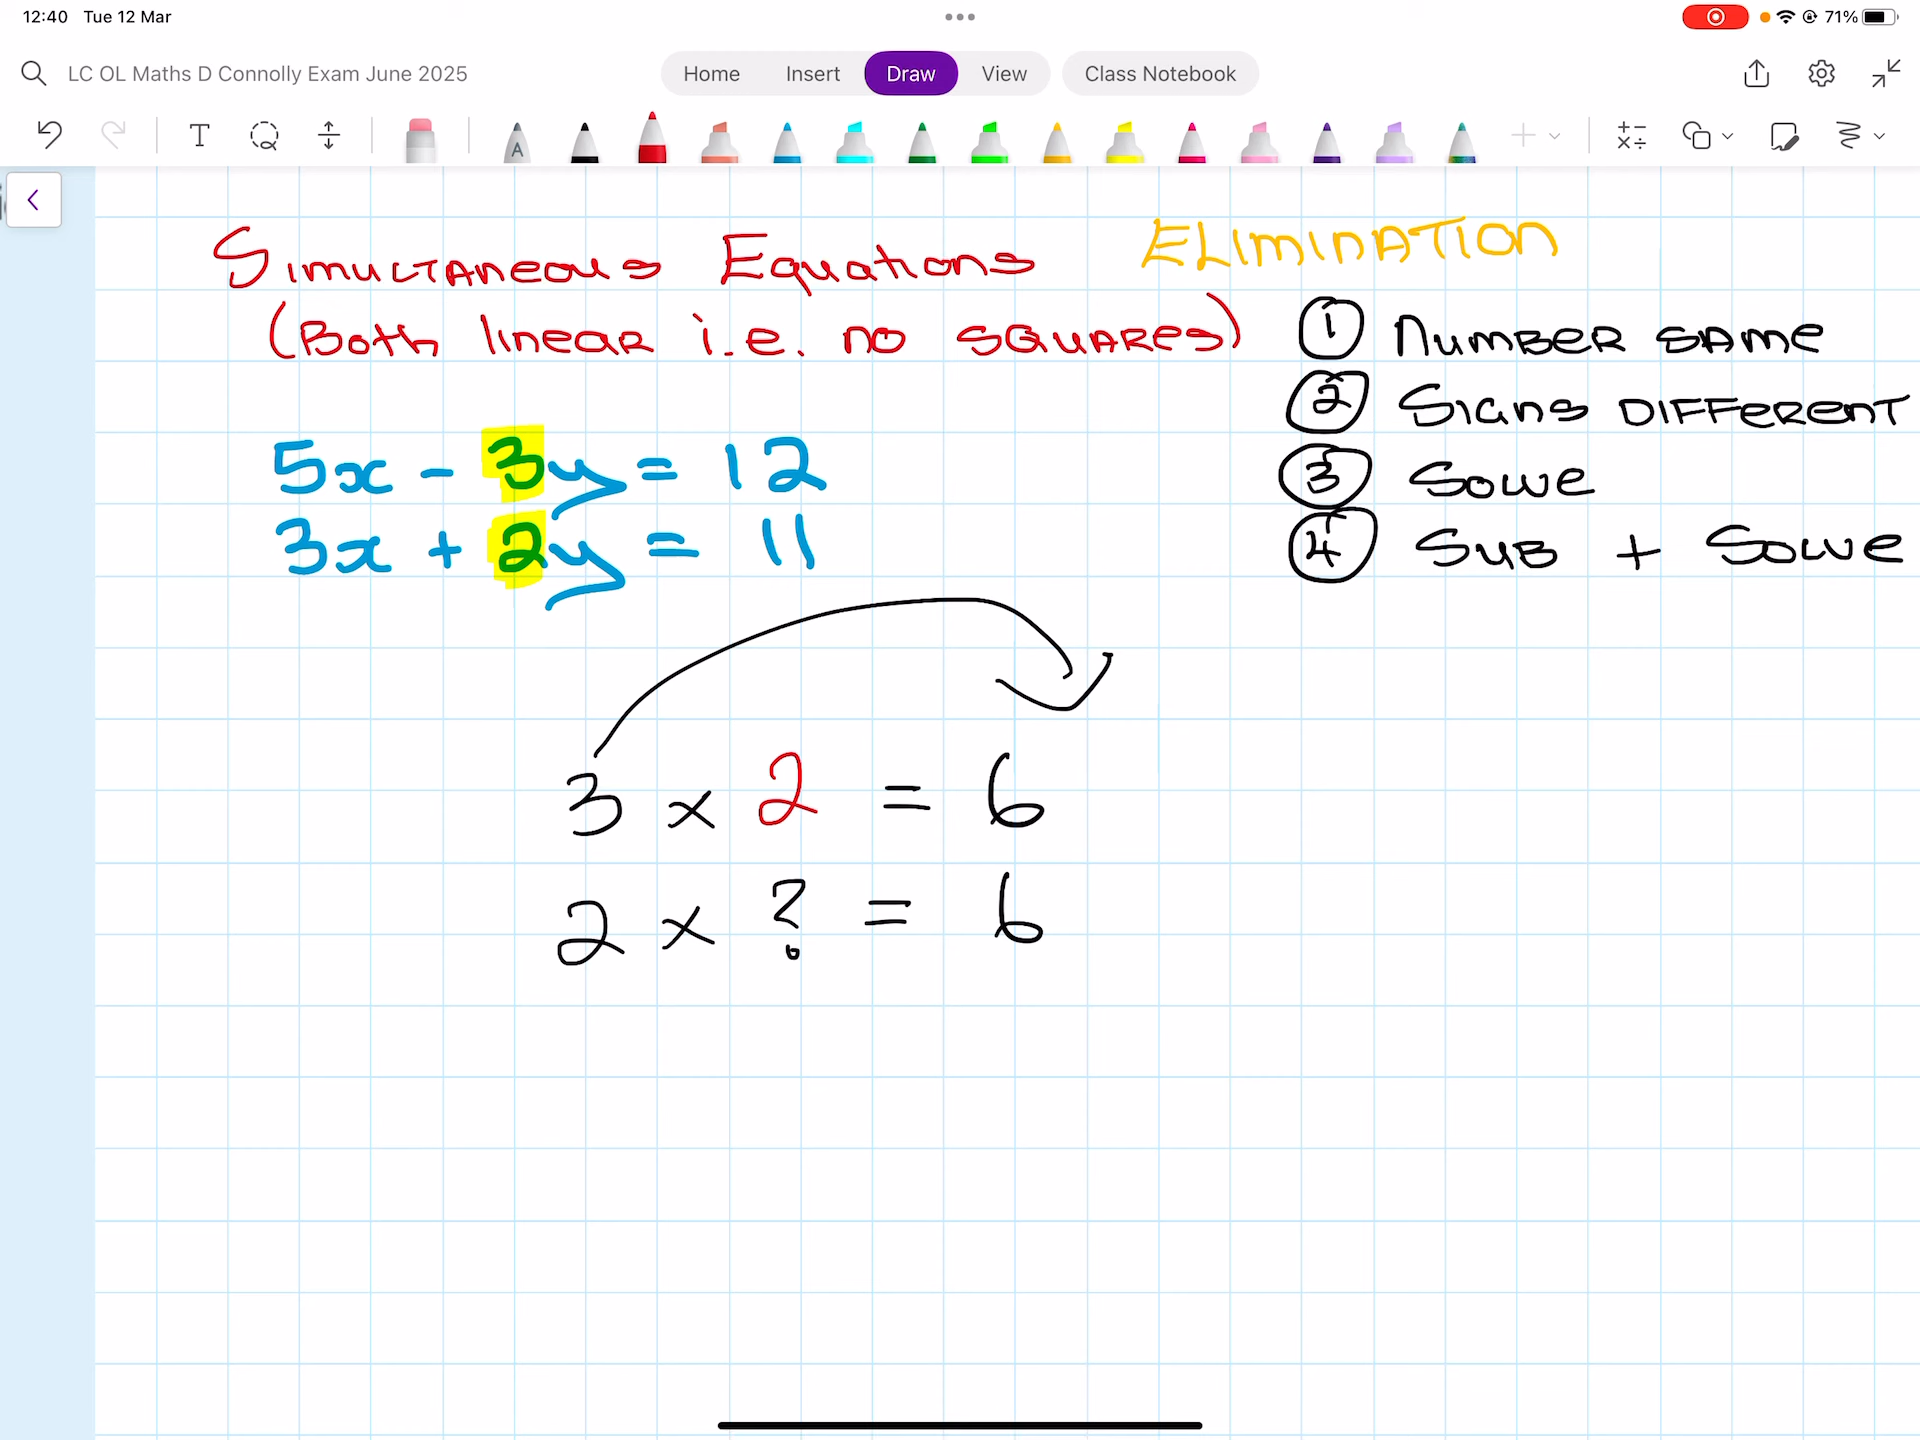 12:40 Tue 12 Mar
71%
LC OL Maths D Connolly Exam June 2025
Home Insert Draw View Class Notebook
T
A
Simultaneous Equations
(Both linear i.e. no squares)
5x - 3y = 12
3x + 2y = 11
ELIMINATION
1 Number same
2 Signs Different
3 Solve
4 Sub + Solve
3 x 2 = 6
2 x ? = 6